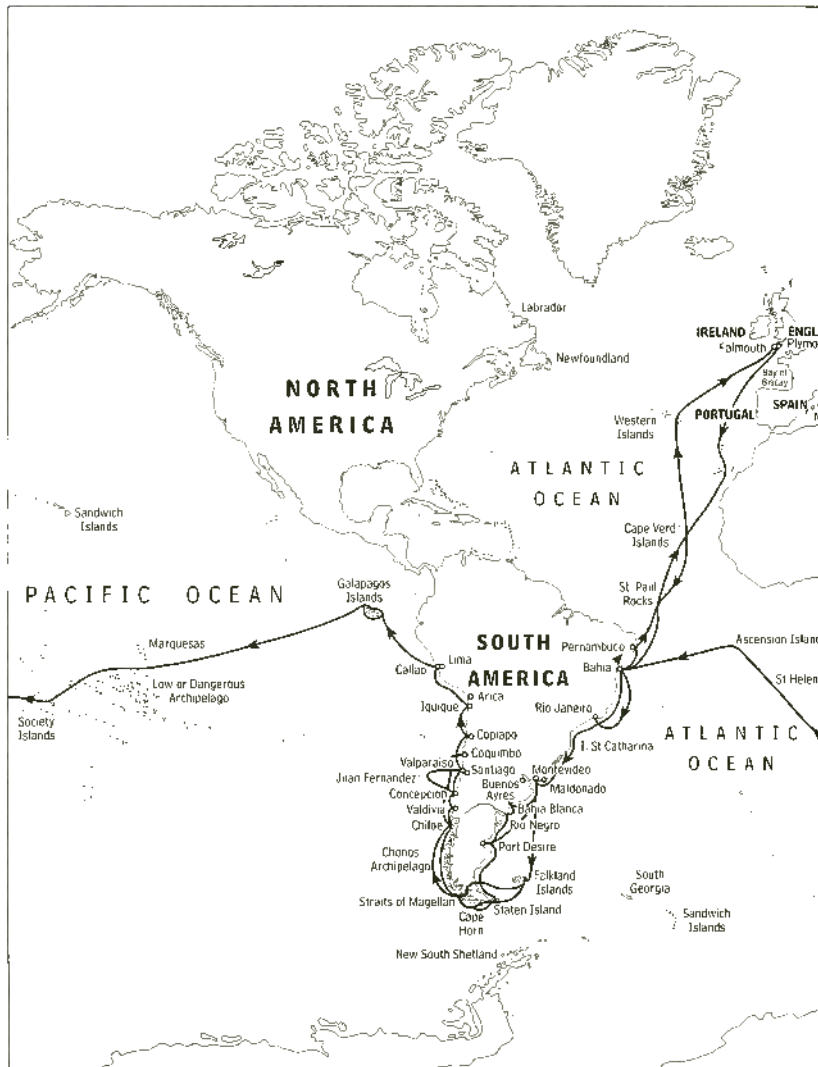 Labrador
Newfoundland
IRELAND
ENGL
Falmouth
Plymo
Bay of
Biscay
NORTH
AMERICA
Western
Islands
PORTUGAL
SPAIN
ATLANTIC
OCEAN
Sandwich
Islands
Cape Verd
Islands
PACIFIC OCEAN
Galapagos
Islands
St Paul
Rocks
Marquesas
SOUTH
AMERICA
Pernambuco
Ascension Island
Lima
Callao
Bahia
Low or Dangerous
Archipelago
St Helen
Arica
Iquique
Rio Janeiro
Society
Islands
Copiapo
I. St Catharina
ATLANTIC
OCEAN
Coquimbo
Valparaiso
Santiago
Montevideo
Juan Fernandez
Buenos
Ayres
Maldonado
Concepcion
Bahia Blanca
Valdivia
Rio Negro
Chiloe
Port Desire
Chonos
Archipelago
Falkland
Islands
South
Georgia
Straits of Magellan
Staten Island
Cape
Horn
Sandwich
Islands
New South Shetland